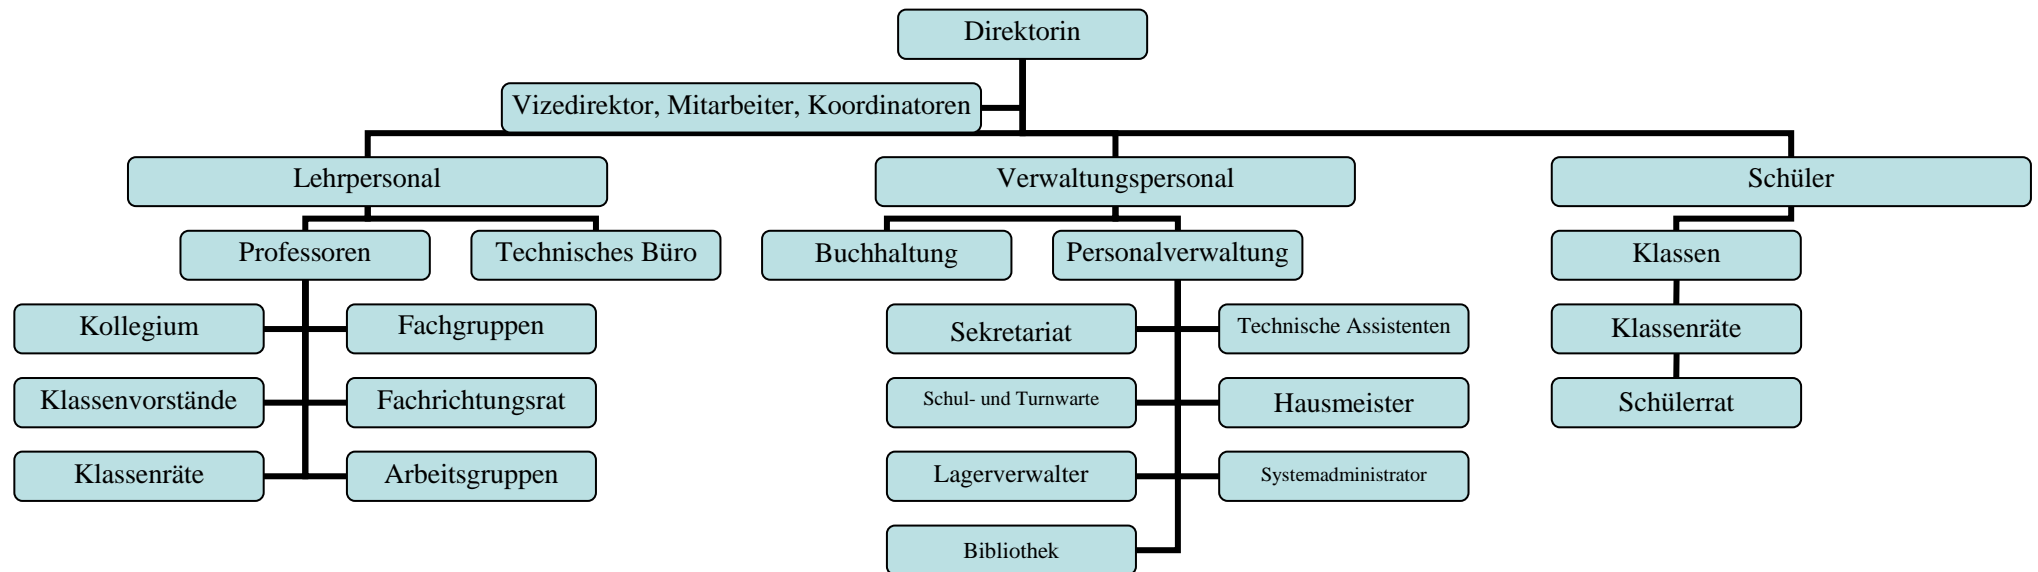 Direktorin
Vizedirektor, Mitarbeiter, Koordinatoren
Lehrpersonal
Verwaltungspersonal
Schüler
Professoren
Technisches Büro
Buchhaltung
Personalverwaltung
Klassen
Kollegium
Fachgruppen
Sekretariat
Technische Assistenten
Klassenräte
Klassenvorstände
Fachrichtungsrat
Schul- und Turnwarte
Hausmeister
Schülerrat
Klassenräte
Arbeitsgruppen
Lagerverwalter
Systemadministrator
Bibliothek